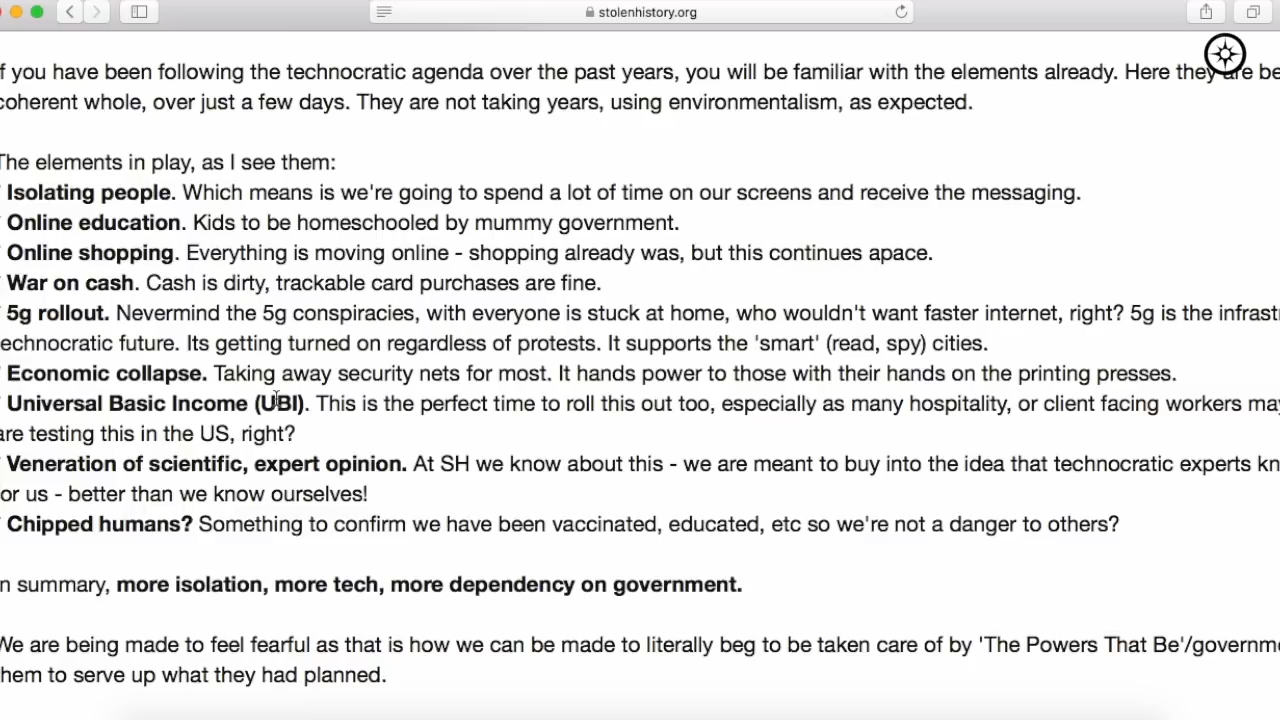 stolenhistory.org
f you have been following the technocratic agenda over the past years, you will be familiar with the elements already. Here they are be
coherent whole, over just a few days. They are not taking years, using environmentalism, as expected.
The elements in play, as I see them:
Isolating people. Which means is we're going to spend a lot of time on our screens and receive the messaging.
Online education. Kids to be homeschooled by mummy government.
Online shopping. Everything is moving online - shopping already was, but this continues apace.
War on cash. Cash is dirty, trackable card purchases are fine.
5g rollout. Nevermind the 5g conspiracies, with everyone is stuck at home, who wouldn't want faster internet, right? 5g is the infrast
echnocratic future. Its getting turned on regardless of protests. It supports the 'smart' (read, spy) cities.
Economic collapse. Taking away security nets for most. It hands power to those with their hands on the printing presses.
Universal Basic Income (UBI). This is the perfect time to roll this out too, especially as many hospitality, or client facing workers may
are testing this in the US, right?
Veneration of scientific, expert opinion. At SH we know about this - we are meant to buy into the idea that technocratic experts kn
or us - better than we know ourselves!
Chipped humans? Something to confirm we have been vaccinated, educated, etc so we're not a danger to others?
n summary, more isolation, more tech, more dependency on government.
We are being made to feel fearful as that is how we can be made to literally beg to be taken care of by 'The Powers That Be'/governme
hem to serve up what they had planned.